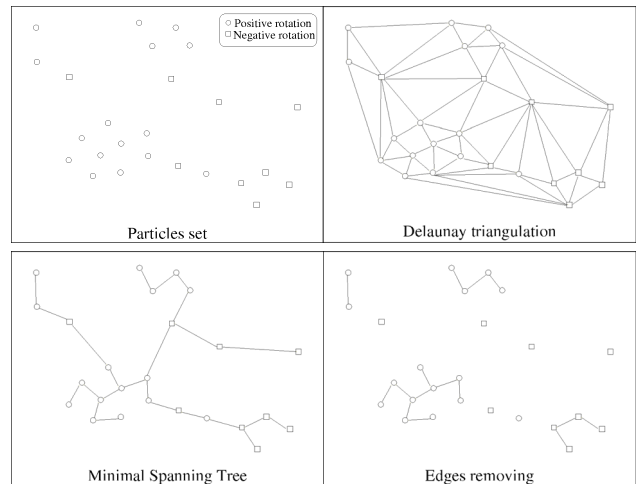 Positive rotation
Negative rotation
Particles set
Delaunay triangulation
Minimal Spanning Tree
Edges removing